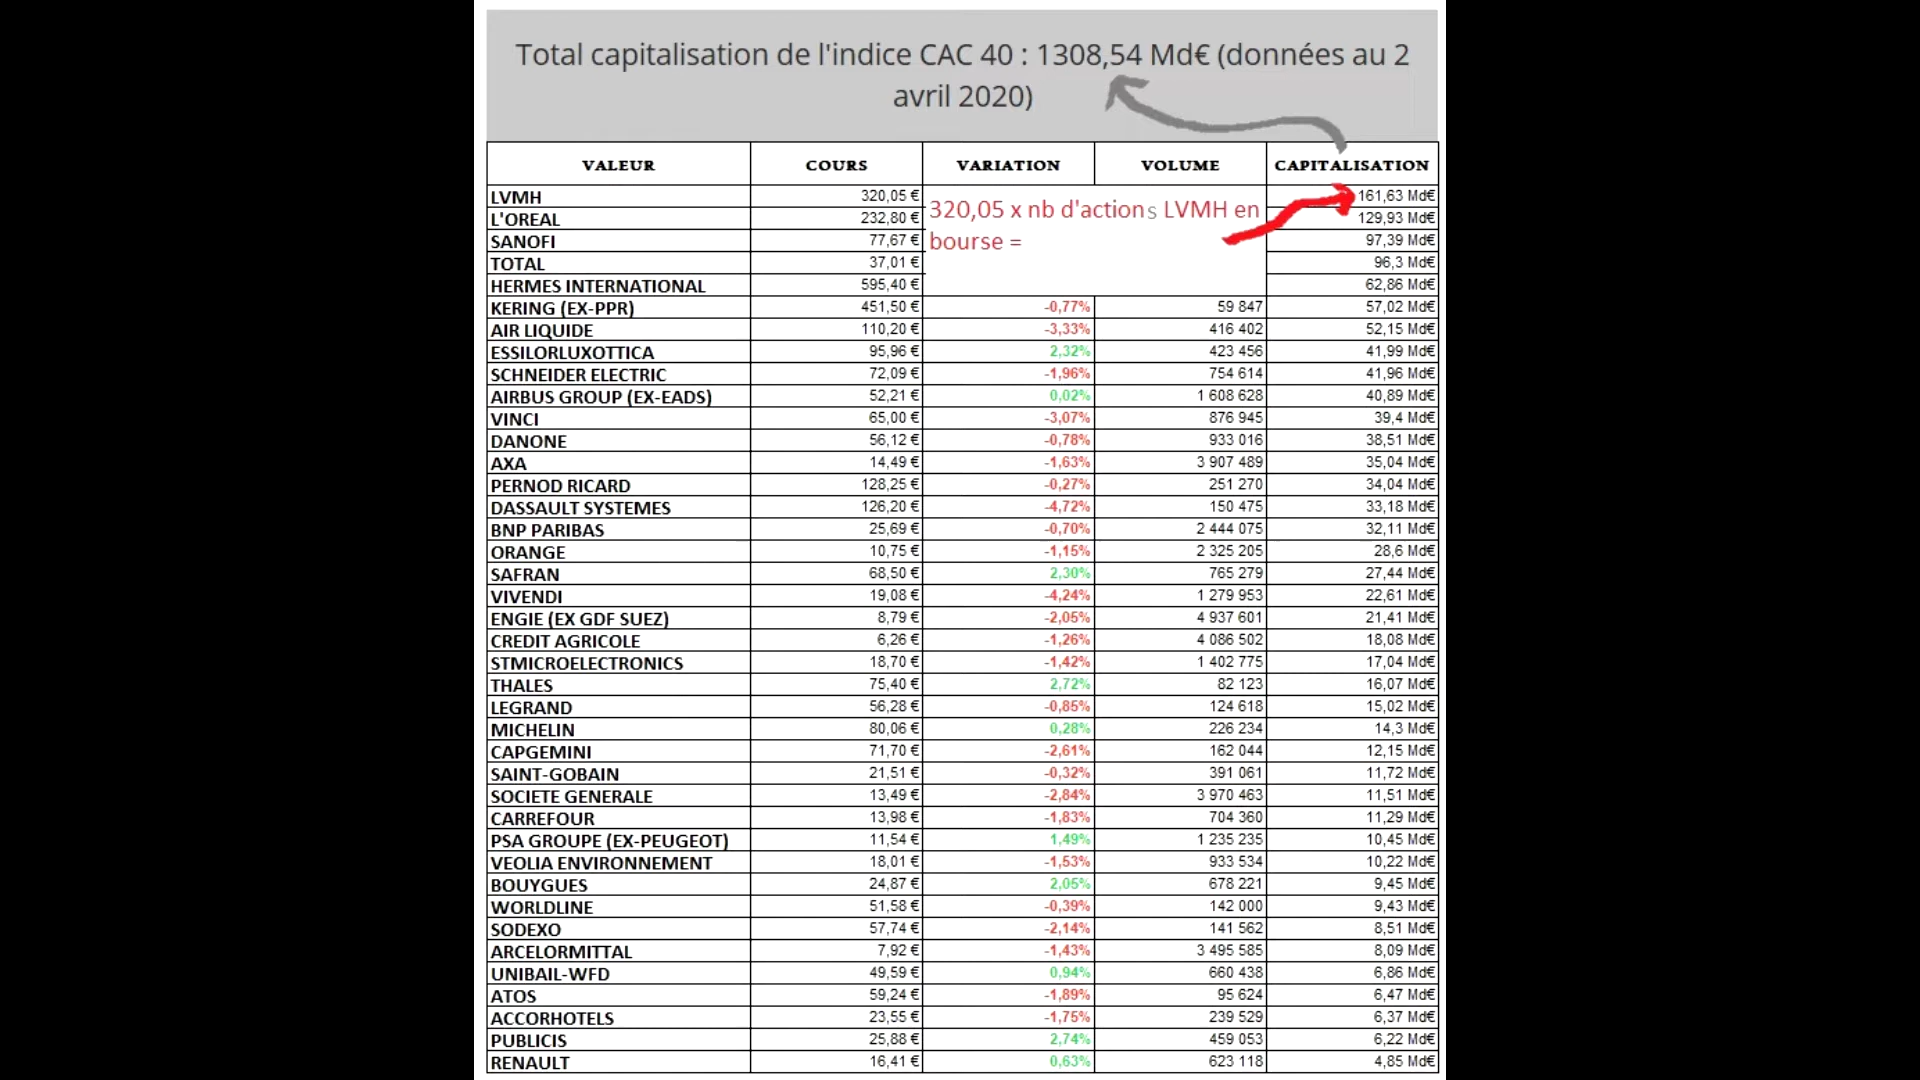 Total capitalisation de l'indice CAC 40 : 1308,54 Md€ (données au 2
avril 2020)
VALEUR COURS VARIATION VOLUME CAPITALISATION
LVMH 320,05 € 161,63 Md€
320,05 x nb d'actions LVMH en
L'OREAL 232,80 € 129,93 Md€
bourse =
SANOFI 77,67 € 97,39 Md€
TOTAL 37,01 € 96,3 Md€
HERMES INTERNATIONAL 595,40 € 62,86 Md€
KERING (EX-PPR) 451,50 € -0,77% 59 847 57,02 Md€
AIR LIQUIDE 110,20 € -3,33% 416 402 52,15 Md€
ESSILORLUXOTTICA 95,96 € 2,32% 423 456 41,99 Md€
SCHNEIDER ELECTRIC 72,09 € -1,96% 754 614 41,96 Md€
AIRBUS GROUP (EX-EADS) 52,21 € 0,02% 1 608 628 40,89 Md€
VINCI 65,00 € -3,07% 876 945 39,4 Md€
DANONE 56,12 € -0,78% 933 016 38,51 Md€
AXA 14,49 € -1,63% 3 907 489 35,04 Md€
PERNOD RICARD 128,25 € -0,27% 251 270 34,04 Md€
DASSAULT SYSTEMES 126,20 € -4,72% 150 475 33,18 Md€
BNP PARIBAS 25,69 € -0,70% 2 444 075 32,11 Md€
ORANGE 10,75 € -1,15% 2 325 205 28,6 Md€
SAFRAN 68,50 € 2,30% 765 279 27,44 Md€
VIVENDI 19,08 € -4,24% 1 279 953 22,61 Md€
ENGIE (EX GDF SUEZ) 8,79 € -2,05% 4 937 601 21,41 Md€
CREDIT AGRICOLE 6,26 € -1,26% 4 086 502 18,08 Md€
STMICROELECTRONICS 18,70 € -1,42% 1 402 775 17,04 Md€
THALES 75,40 € 2,72% 82 123 16,07 Md€
LEGRAND 56,28 € -0,85% 124 618 15,02 Md€
MICHELIN 80,06 € 0,28% 226 234 14,3 Md€
CAPGEMINI 71,70 € -2,61% 162 044 12,15 Md€
SAINT-GOBAIN 21,51 € -0,32% 391 061 11,72 Md€
SOCIETE GENERALE 13,49 € -2,84% 3 970 463 11,51 Md€
CARREFOUR 13,98 € -1,83% 704 360 11,29 Md€
PSA GROUPE (EX-PEUGEOT) 11,54 € 1,49% 1 235 235 10,45 Md€
VEOLIA ENVIRONNEMENT 18,01 € -1,53% 933 534 10,22 Md€
BOUYGUES 24,87 € 2,05% 678 221 9,45 Md€
WORLDLINE 51,58 € -0,39% 142 000 9,43 Md€
SODEXO 57,74 € -2,14% 141 562 8,51 Md€
ARCELORMITTAL 7,92 € -1,43% 3 495 585 8,09 Md€
UNIBAIL-WFD 49,59 € 0,94% 660 438 6,86 Md€
ATOS 59,24 € -1,89% 95 624 6,47 Md€
ACCORHOTELS 23,55 € -1,75% 239 529 6,37 Md€
PUBLICIS 25,88 € 2,74% 459 053 6,22 Md€
RENAULT 16,41 € 0,63% 623 118 4,85 Md€